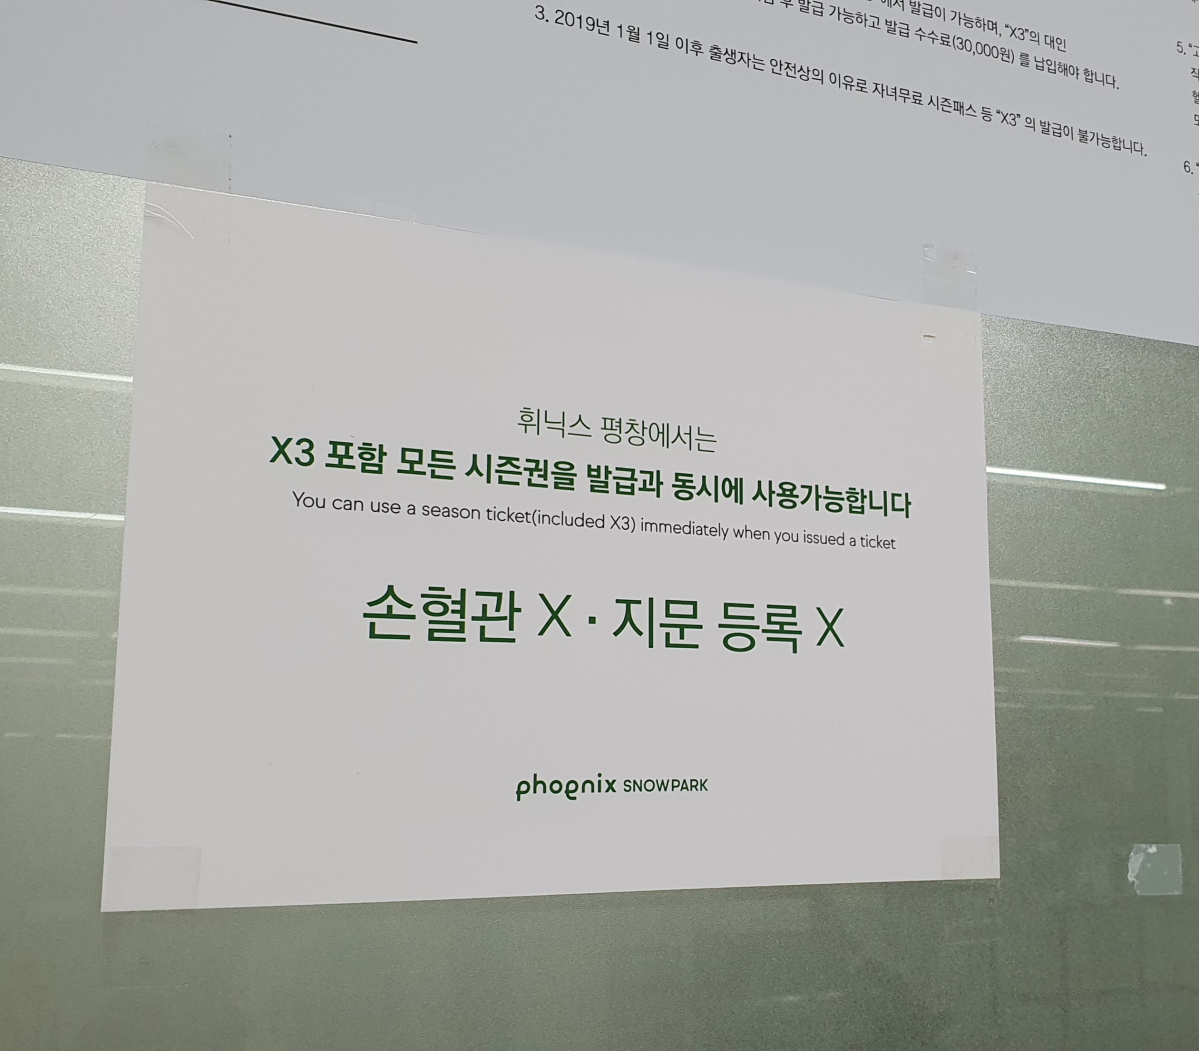 에서 발급이 가능하며, “X3”의 대인
후 발급 가능하고 발급 수수료(30,000원) 를 납입해야 합니다.
3. 2019년 1월 1일 이후 출생자는 안전상의 이유로 자녀무료 시즌패스 등 “X3” 의 발급이 불가능합니다.
5.
6.
휘닉스 평창에서는
X3 포함 모든 시즌권을 발급과 동시에 사용가능합니다
You can use a season ticket(included X3) immediately when you issued a ticket
손혈관 X · 지문 등록 X
phoenix SNOWPARK